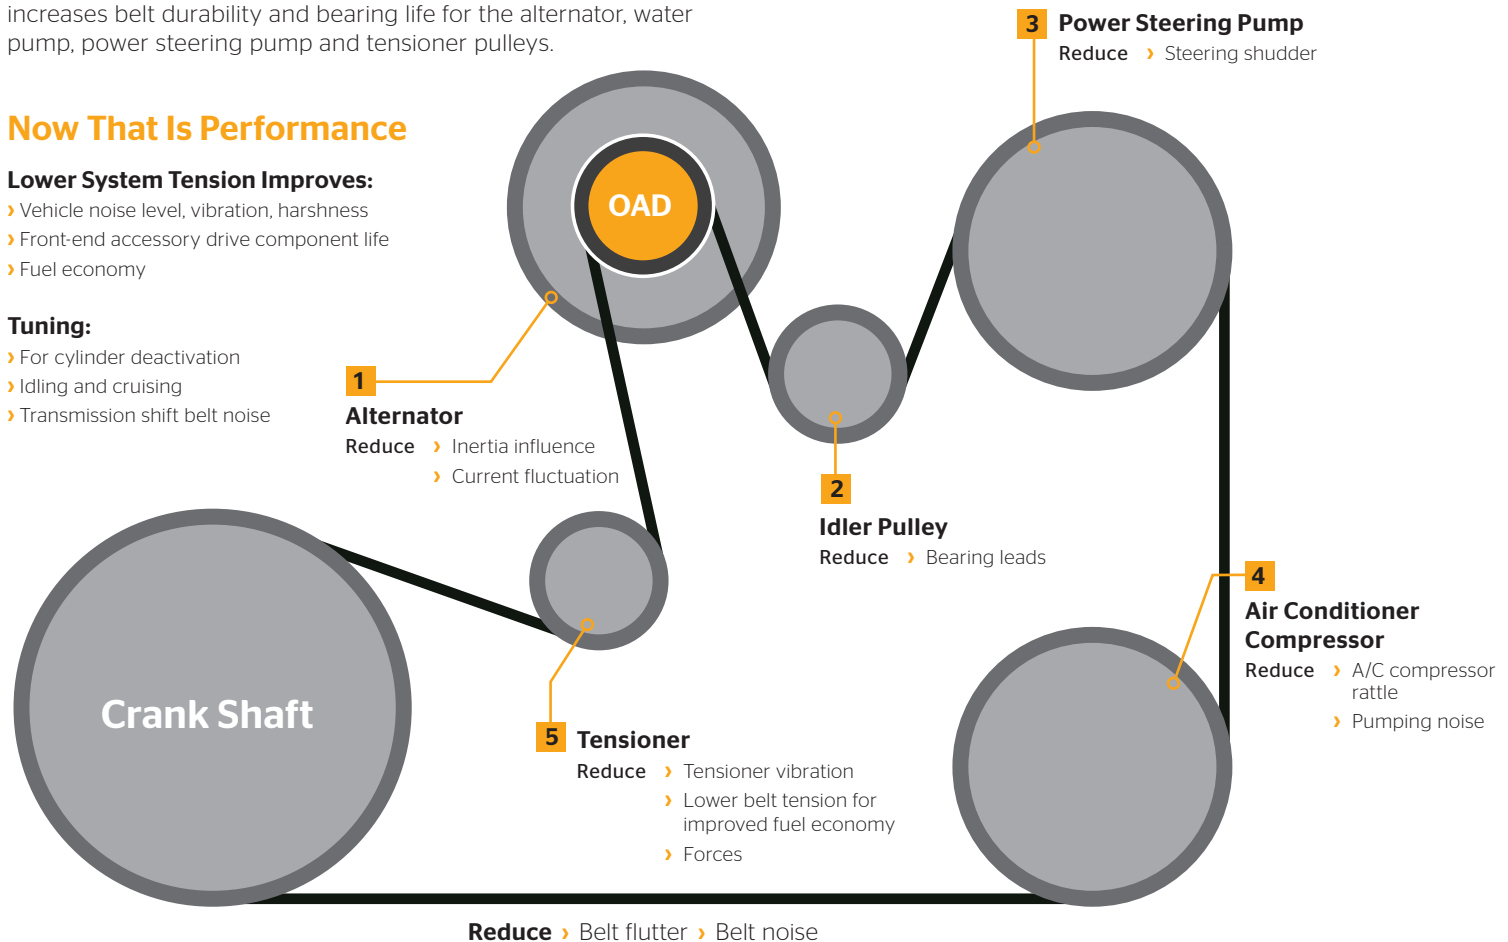 increases belt durability and bearing life for the alternator, water
pump, power steering pump and tensioner pulleys.
Now That Is Performance
Lower System Tension Improves:
› Vehicle noise level, vibration, harshness
› Front-end accessory drive component life
› Fuel economy
Tuning:
› For cylinder deactivation
› Idling and cruising
› Transmission shift belt noise
OAD
1
Alternator
Reduce › Inertia influence
› Current fluctuation
2
Idler Pulley
Reduce › Bearing leads
3 Power Steering Pump
Reduce › Steering shudder
4
Air Conditioner
Compressor
Reduce › A/C compressor
rattle
› Pumping noise
Crank Shaft
5 Tensioner
Reduce › Tensioner vibration
› Lower belt tension for
improved fuel economy
› Forces
Reduce › Belt flutter › Belt noise